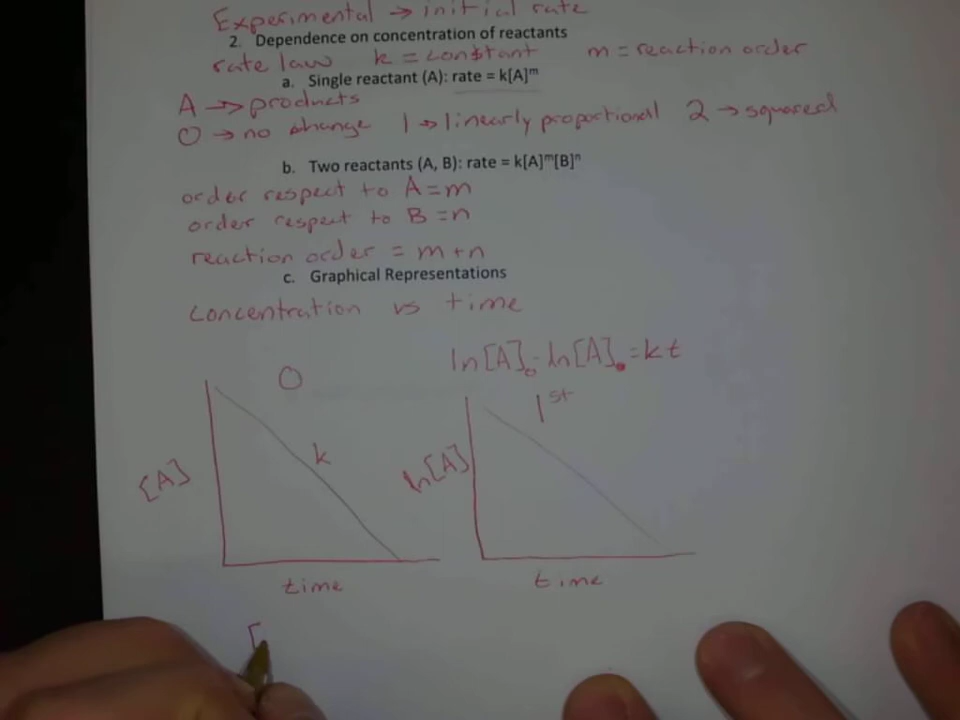 Experimental → initial rate
2. Dependence on concentration of reactants
rate law k = constant m = reaction order
a. Single reactant (A): rate = k[A]ᵐ
A → products
0 → no change 1 → linearly proportional 2 → squared
b. Two reactants (A, B): rate = k[A]ᵐ[B]ⁿ
order respect to A = m
order respect to B = n
reaction order = m + n
c. Graphical Representations
Concentration vs time
ln[A]₀ - ln[A]₀ = kt
0
1st
[A]
k
ln[A]
time
time
[